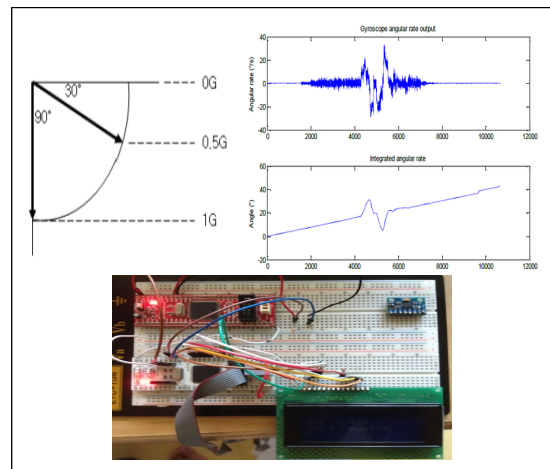 0G
30°
90°
0,5G
1G
Gyroscope angular rate output
Angular rate (°/s)
40
20
0
-20
-40
0 2000 4000 6000 8000 10000 12000
Integrated angular rate
Angle (°)
60
40
20
0
0 2000 4000 6000 8000 10000 12000
Vb
Va